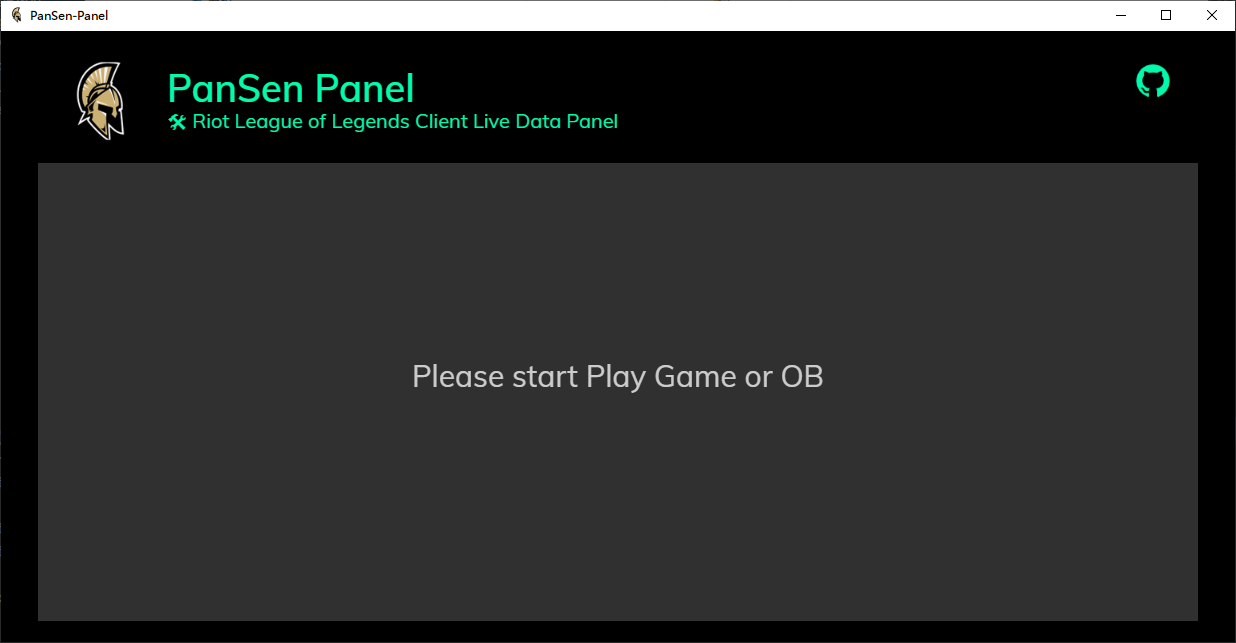 PanSen-Panel
PanSen Panel
🛠 Riot League of Legends Client Live Data Panel
Please start Play Game or OB